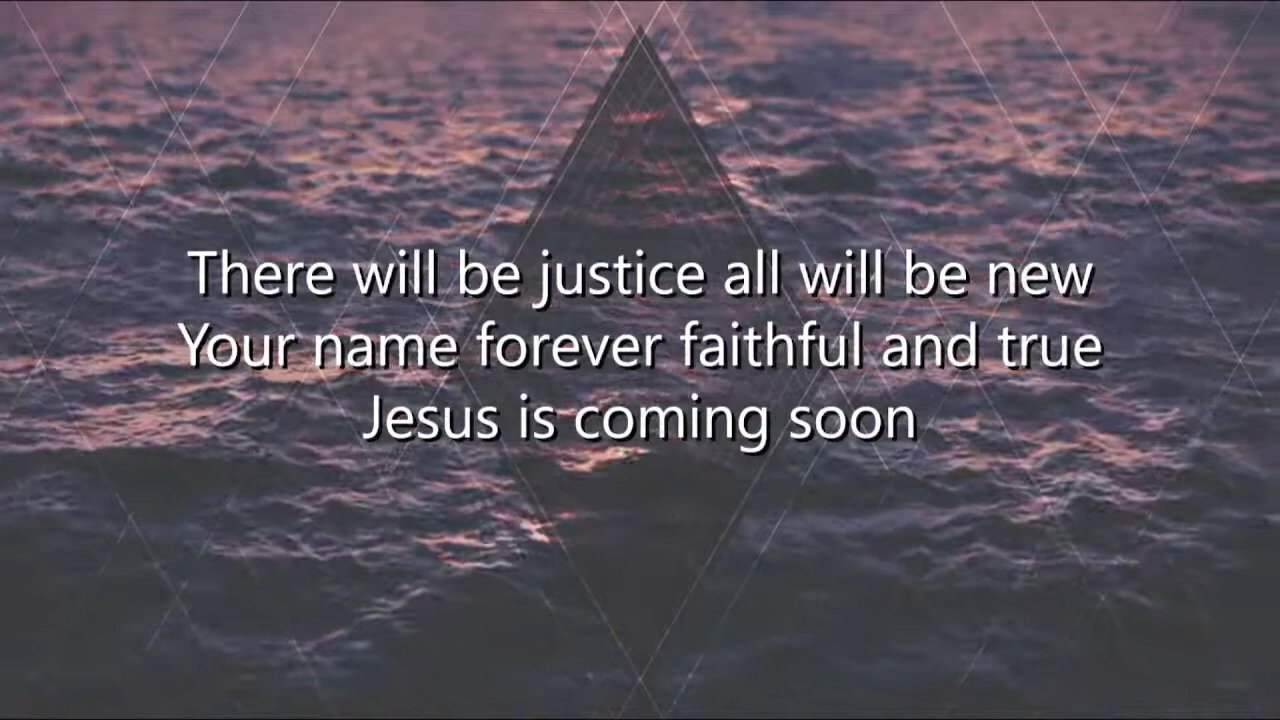 There will be justice all will be new
Your name forever faithful and true
Jesus is coming soon